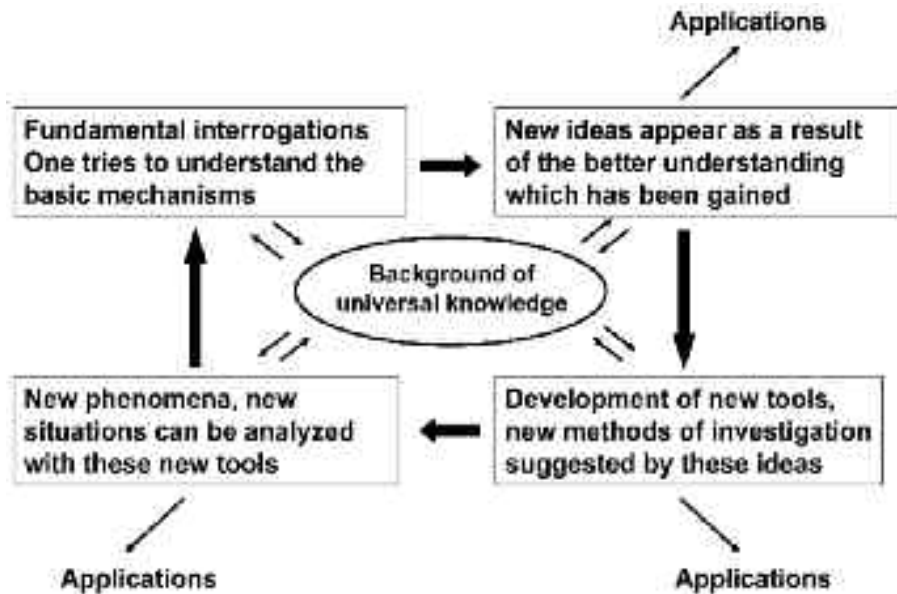 Applications
Fundamental interrogations
One tries to understand the
basic mechanisms
New ideas appear as a result
of the better understanding
which has been gained
Background of
universal knowledge
New phenomena, new
situations can be analyzed
with these new tools
Development of new tools,
new methods of investigation
suggested by these ideas
Applications
Applications